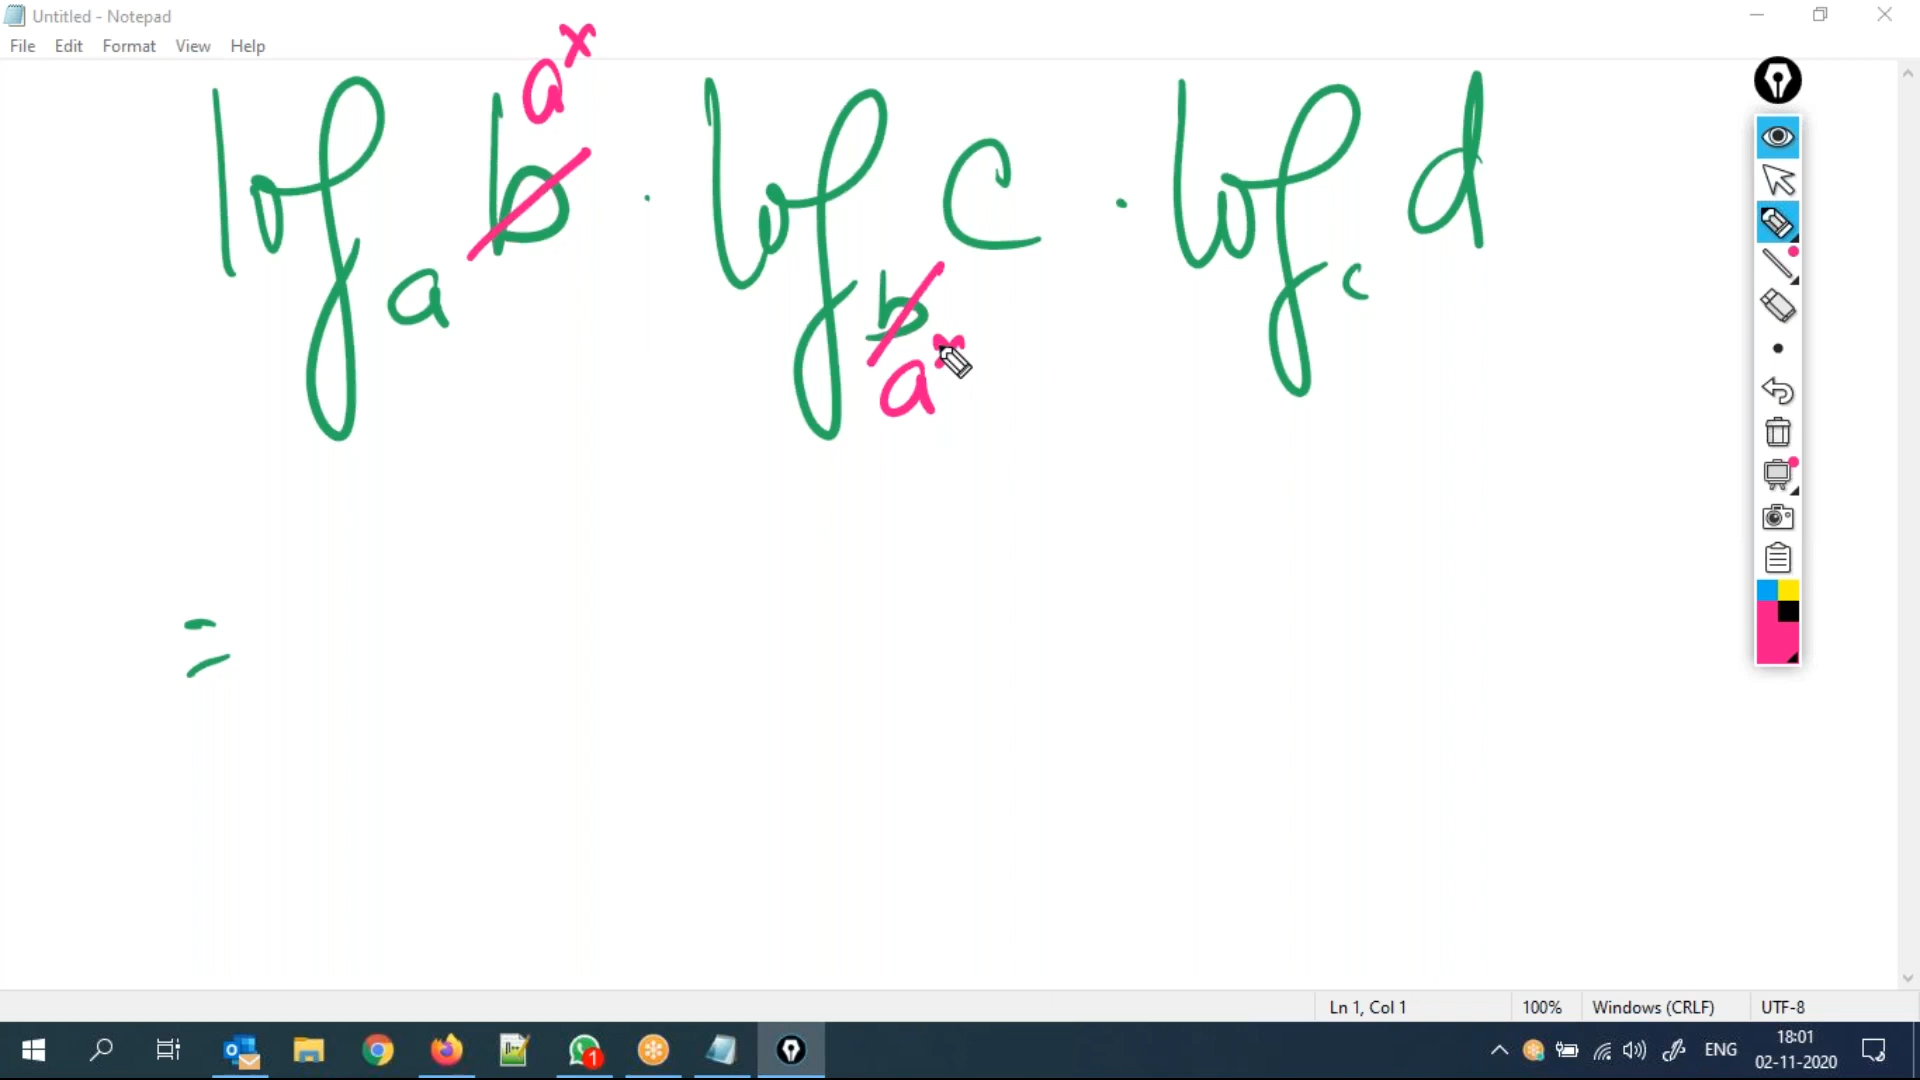 Untitled - Notepad
File Edit Format View Help
a^x
log_a b . log_b c . log_c d
a^x
=
Ln 1, Col 1 100% Windows (CRLF) UTF-8
1
ENG
18:01
02-11-2020